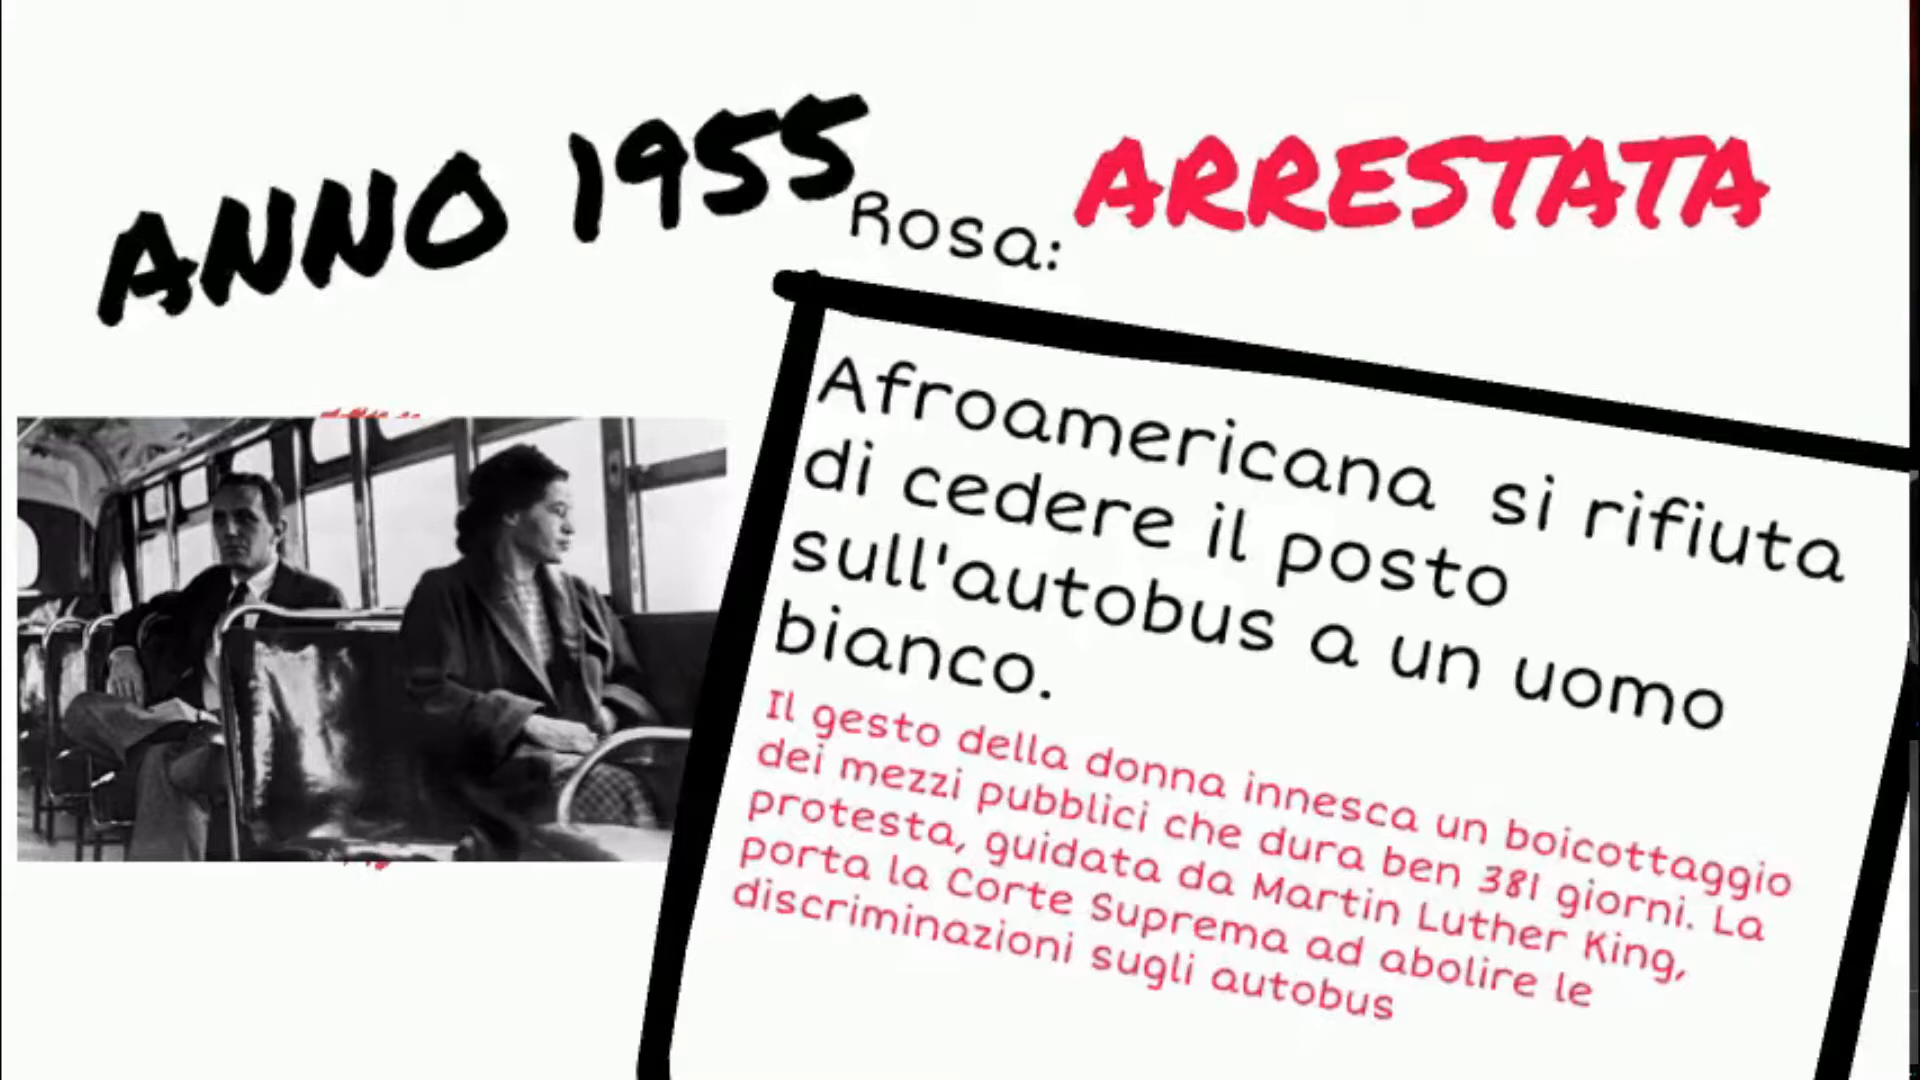 ANNO 1955
Rosa: ARRESTATA
Afroamericana si rifiuta
di cedere il posto
sull'autobus a un uomo
bianco.
Il gesto della donna innesca un boicottaggio
dei mezzi pubblici che dura ben 381 giorni. La
protesta, guidata da Martin Luther King,
porta la Corte Suprema ad abolire le
discriminazioni sugli autobus